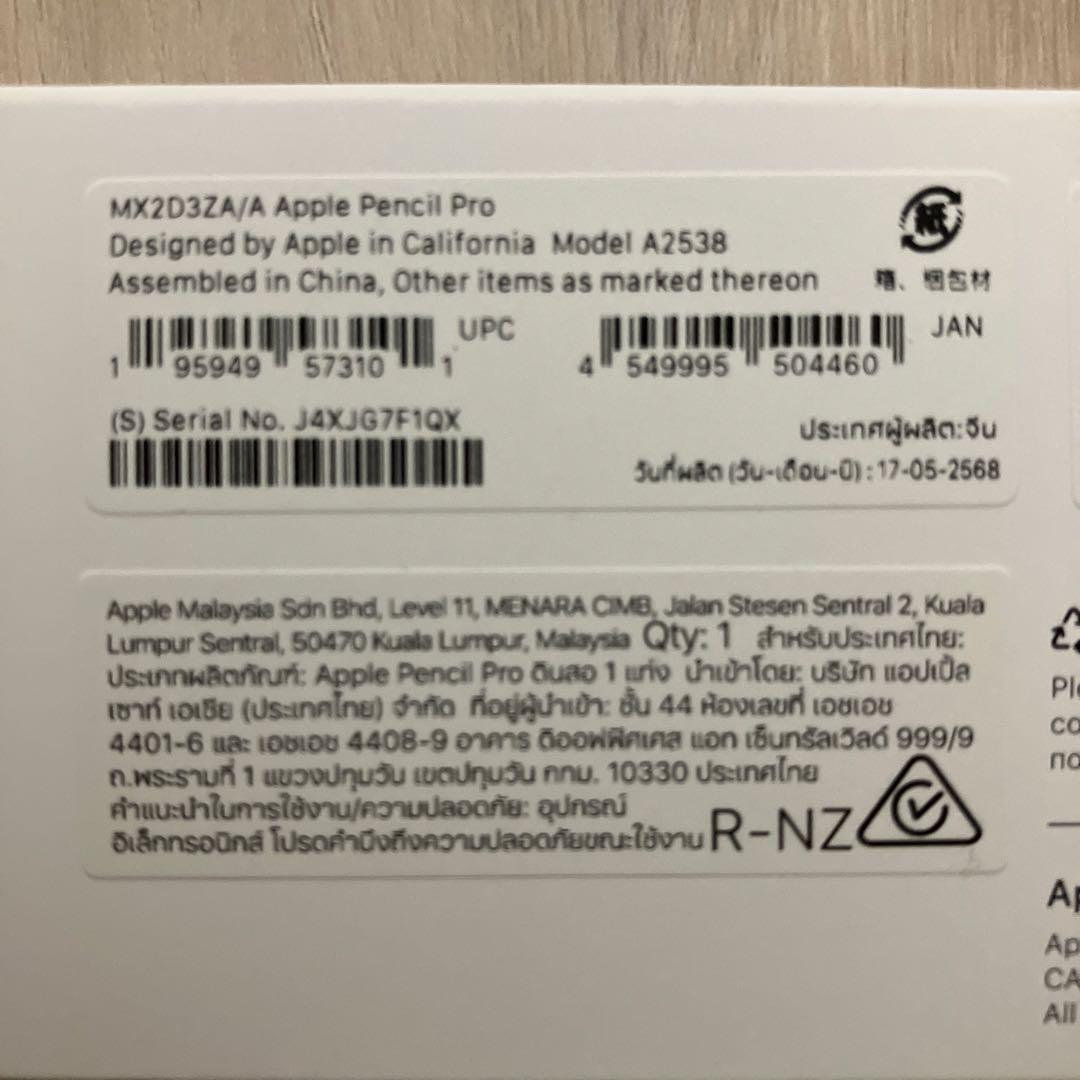 MX2D3ZA/A Apple Pencil Pro
Designed by Apple in California Model A2538
Assembled in China, Other items as marked thereon
紙
箱、梱包材
UPC
1 95949 57310 1
JAN
4 549995 504460
(S) Serial No. J4XJG7F1QX
ประเทศผู้ผลิต:จีน
วันที่ผลิต (วัน-เดือน-ปี) : 17-05-2568
Apple Malaysia Sdn Bhd, Level 11, MENARA CIMB, Jalan Stesen Sentral 2, Kuala
Lumpur Sentral, 50470 Kuala Lumpur, Malaysia Qty: 1 สำหรับประเทศไทย:
ประเภทผลิตภัณฑ์: Apple Pencil Pro ดินสอ 1 แท่ง นำเข้าโดย: บริษัท แอปเปิ้ล
เซาท์ เอเชีย (ประเทศไทย) จำกัด ที่อยู่ผู้นำเข้า: ชั้น 44 ห้องเลขที่ เอชเอช
4401-6 และ เอชเอช 4408-9 อาคาร ดิออฟฟิศเศส แอท เซ็นทรัลเวิลด์ 999/9
ถ.พระรามที่ 1 แขวงปทุมวัน เขตปทุมวัน กทม. 10330 ประเทศไทย
คำแนะนำในการใช้งาน/ความปลอดภัย: อุปกรณ์
อิเล็กทรอนิกส์ โปรดคำนึงถึงความปลอดภัยขณะใช้งาน R-NZ
Ap
CA
All